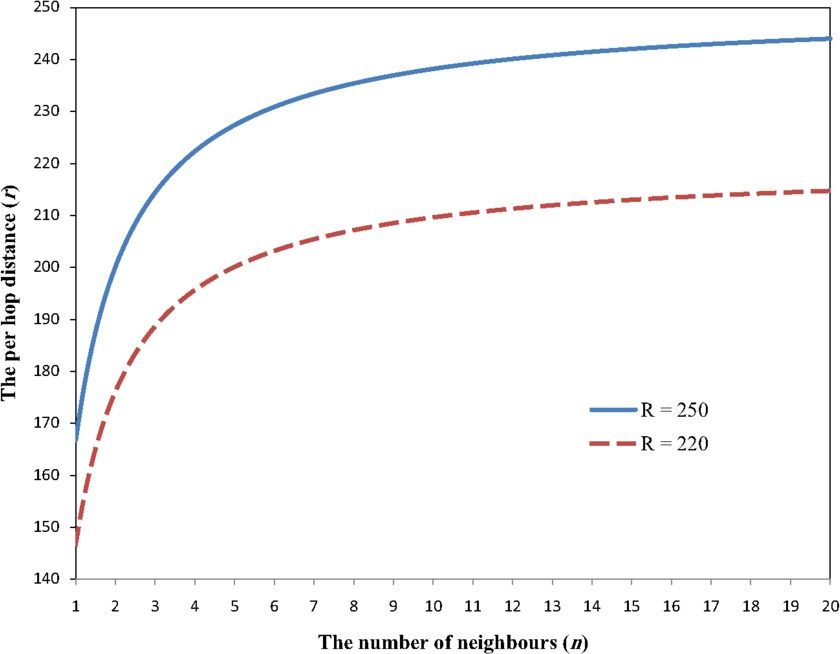 250
240
230
220
210
200
190
180
170
160
150
140
The per hop distance (r)
R = 250
R = 220
1 2 3 4 5 6 7 8 9 10 11 12 13 14 15 16 17 18 19 20
The number of neighbours (n)